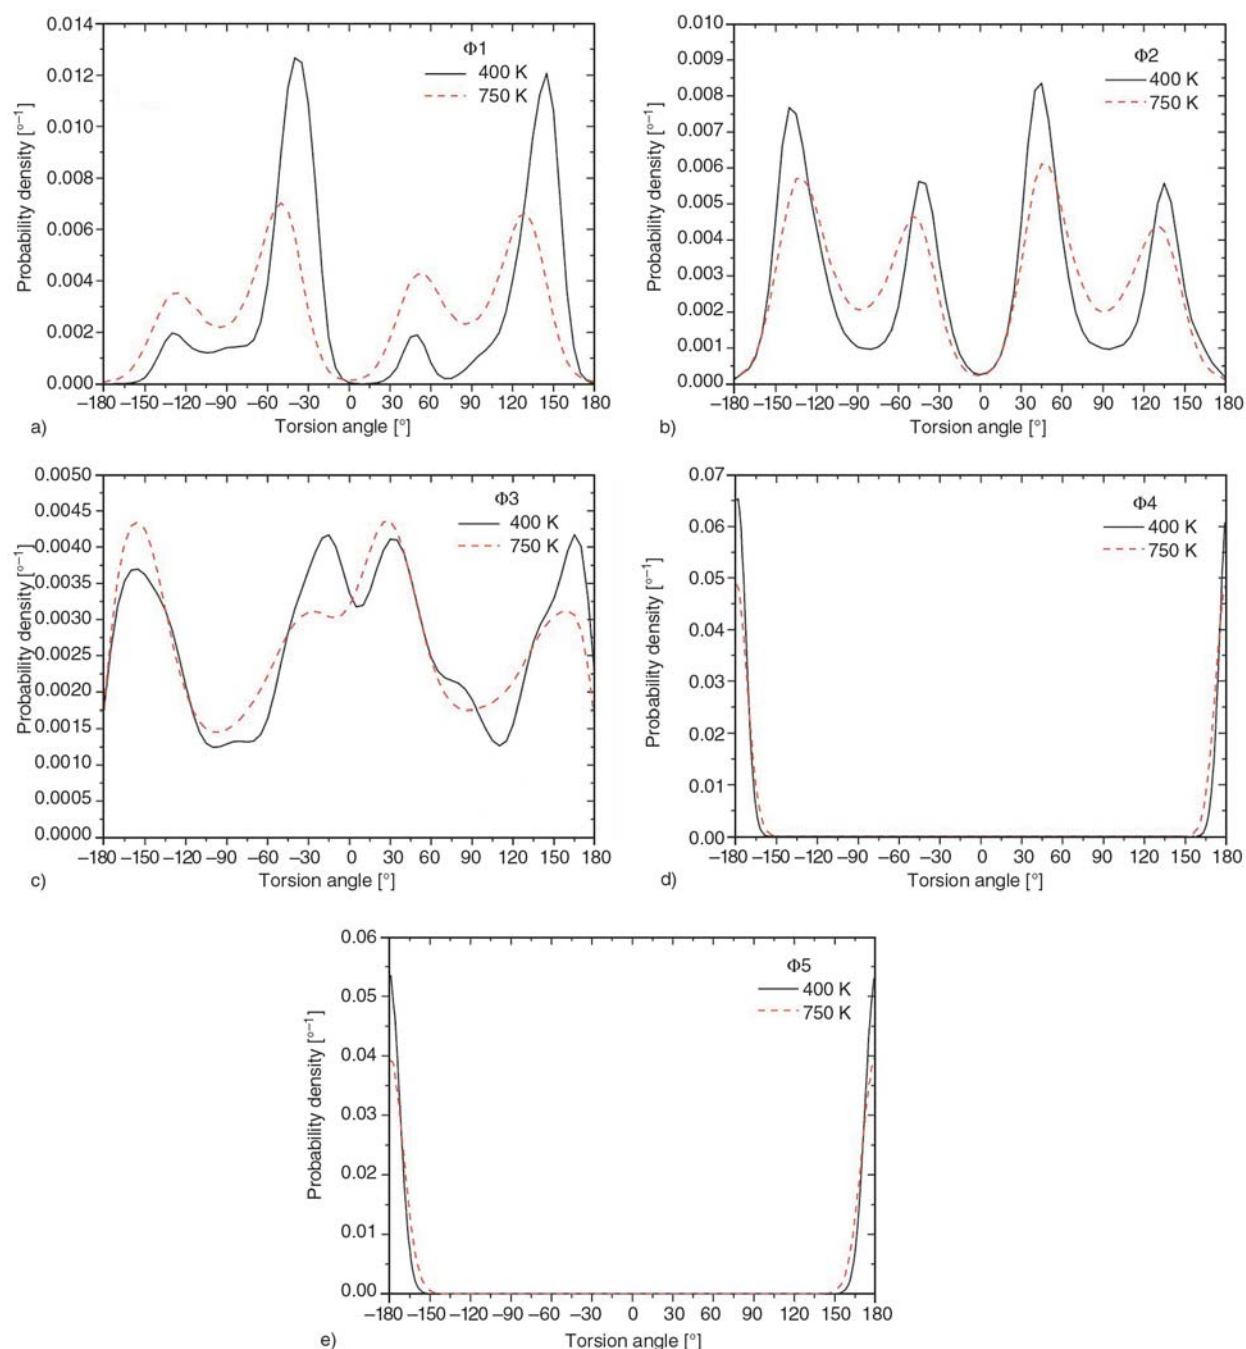 0.014
0.012
0.010
0.008
0.006
0.004
0.002
0.000
Probability density [°⁻¹]
Φ1
400 K
750 K
−180 −150 −120 −90 −60 −30 0 30 60 90 120 150 180
a)
Torsion angle [°]
0.010
0.009
0.008
0.007
0.006
0.005
0.004
0.003
0.002
0.001
0.000
Probability density [°⁻¹]
Φ2
400 K
750 K
−180 −150 −120 −90 −60 −30 0 30 60 90 120 150 180
b)
Torsion angle [°]
0.0050
0.0045
0.0040
0.0035
0.0030
0.0025
0.0020
0.0015
0.0010
0.0005
0.0000
Probability density [°⁻¹]
Φ3
400 K
750 K
−180 −150 −120 −90 −60 −30 0 30 60 90 120 150 180
c)
Torsion angle [°]
0.07
0.06
0.05
0.04
0.03
0.02
0.01
0.00
Probability density [°⁻¹]
Φ4
400 K
750 K
−180 −150 −120 −90 −60 −30 0 30 60 90 120 150 180
d)
Torsion angle [°]
0.06
0.05
0.04
0.03
0.02
0.01
0.00
Probability density [°⁻¹]
Φ5
400 K
750 K
−180 −150 −120 −90 −60 −30 0 30 60 90 120 150 180
e)
Torsion angle [°]